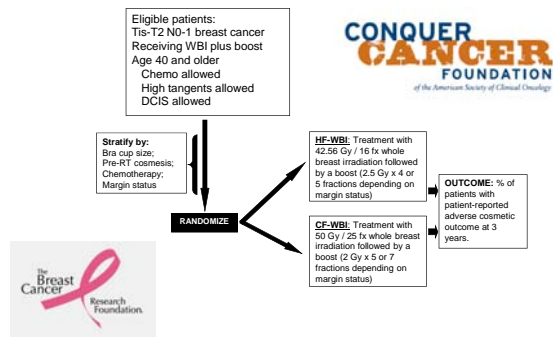 Eligible patients:
Tis-T2 N0-1 breast cancer
Receiving WBI plus boost
Age 40 and older
Chemo allowed
High tangents allowed
DCIS allowed
CONQUER
CANCER
FOUNDATION
of the American Society of Clinical Oncology
Stratify by:
Bra cup size;
Pre-RT cosmesis;
Chemotherapy;
Margin status
RANDOMIZE
HF-WBI: Treatment with
42.56 Gy / 16 fx whole
breast irradiation followed
by a boost (2.5 Gy x 4 or
5 fractions depending on
margin status)
CF-WBI: Treatment with
50 Gy / 25 fx whole breast
irradiation followed by a
boost (2 Gy x 5 or 7
fractions depending on
margin status)
OUTCOME: % of
patients with
patient-reported
adverse cosmetic
outcome at 3
years.
The
Breast
Cancer
Research
Foundation.